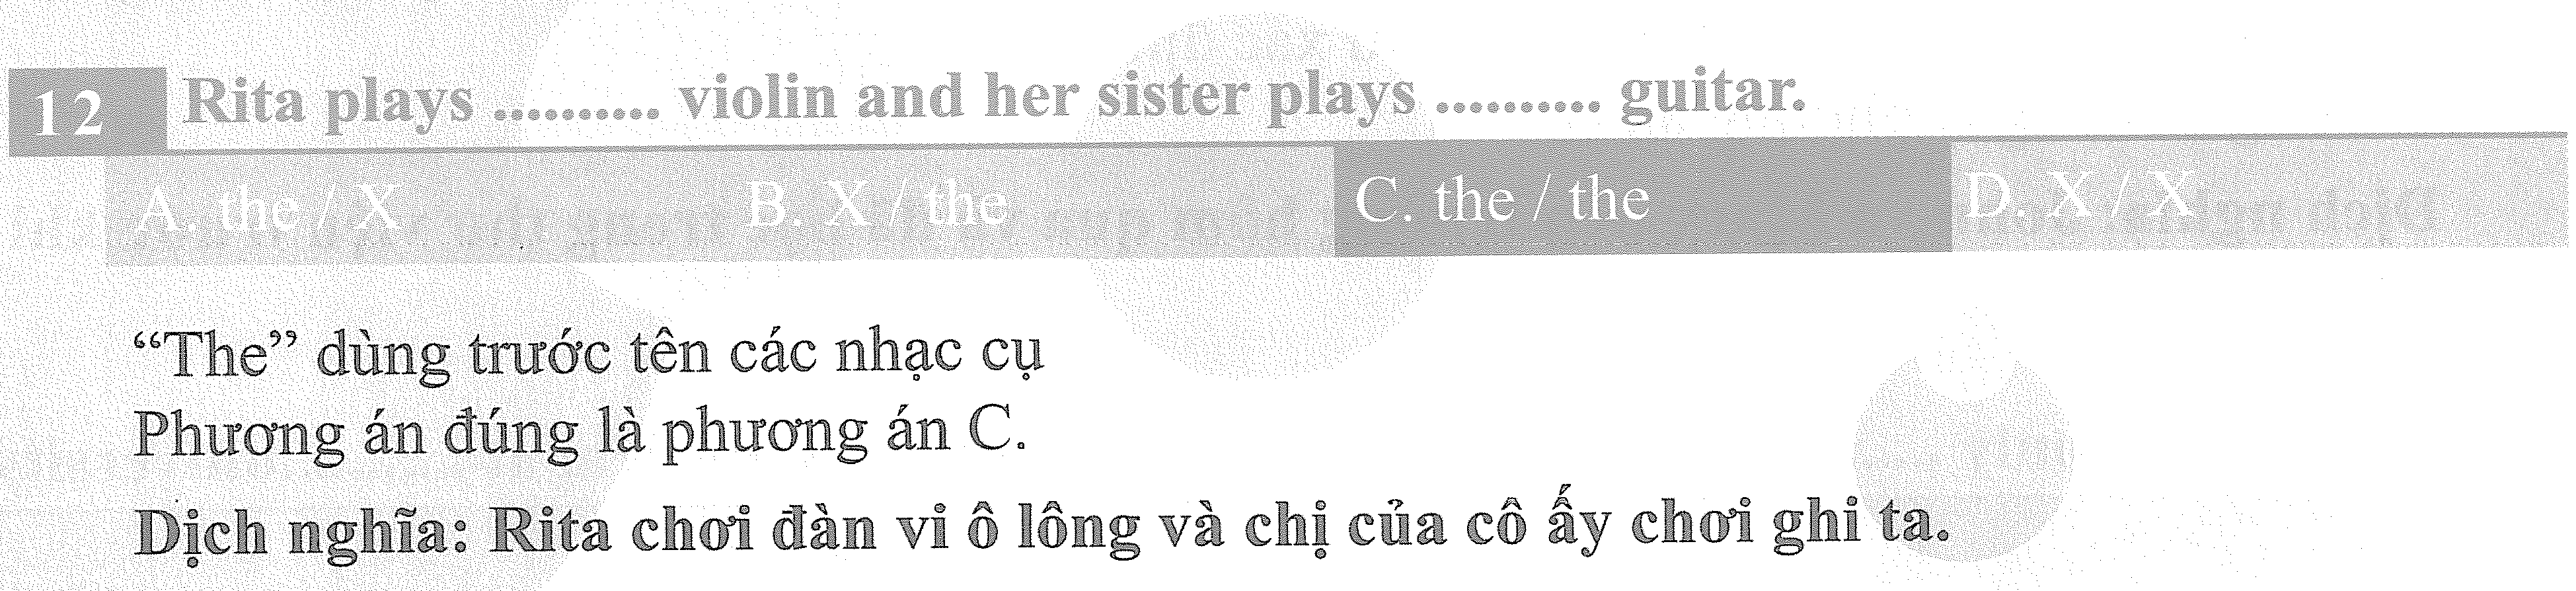 12 Rita plays .......... violin and her sister plays .......... guitar.
A. the / X B. X / the C. the / the D. X / X
“The” dùng trước tên các nhạc cụ
Phương án đúng là phương án C.
Dịch nghĩa: Rita chơi đàn vi ô lông và chị của cô ấy chơi ghi ta.